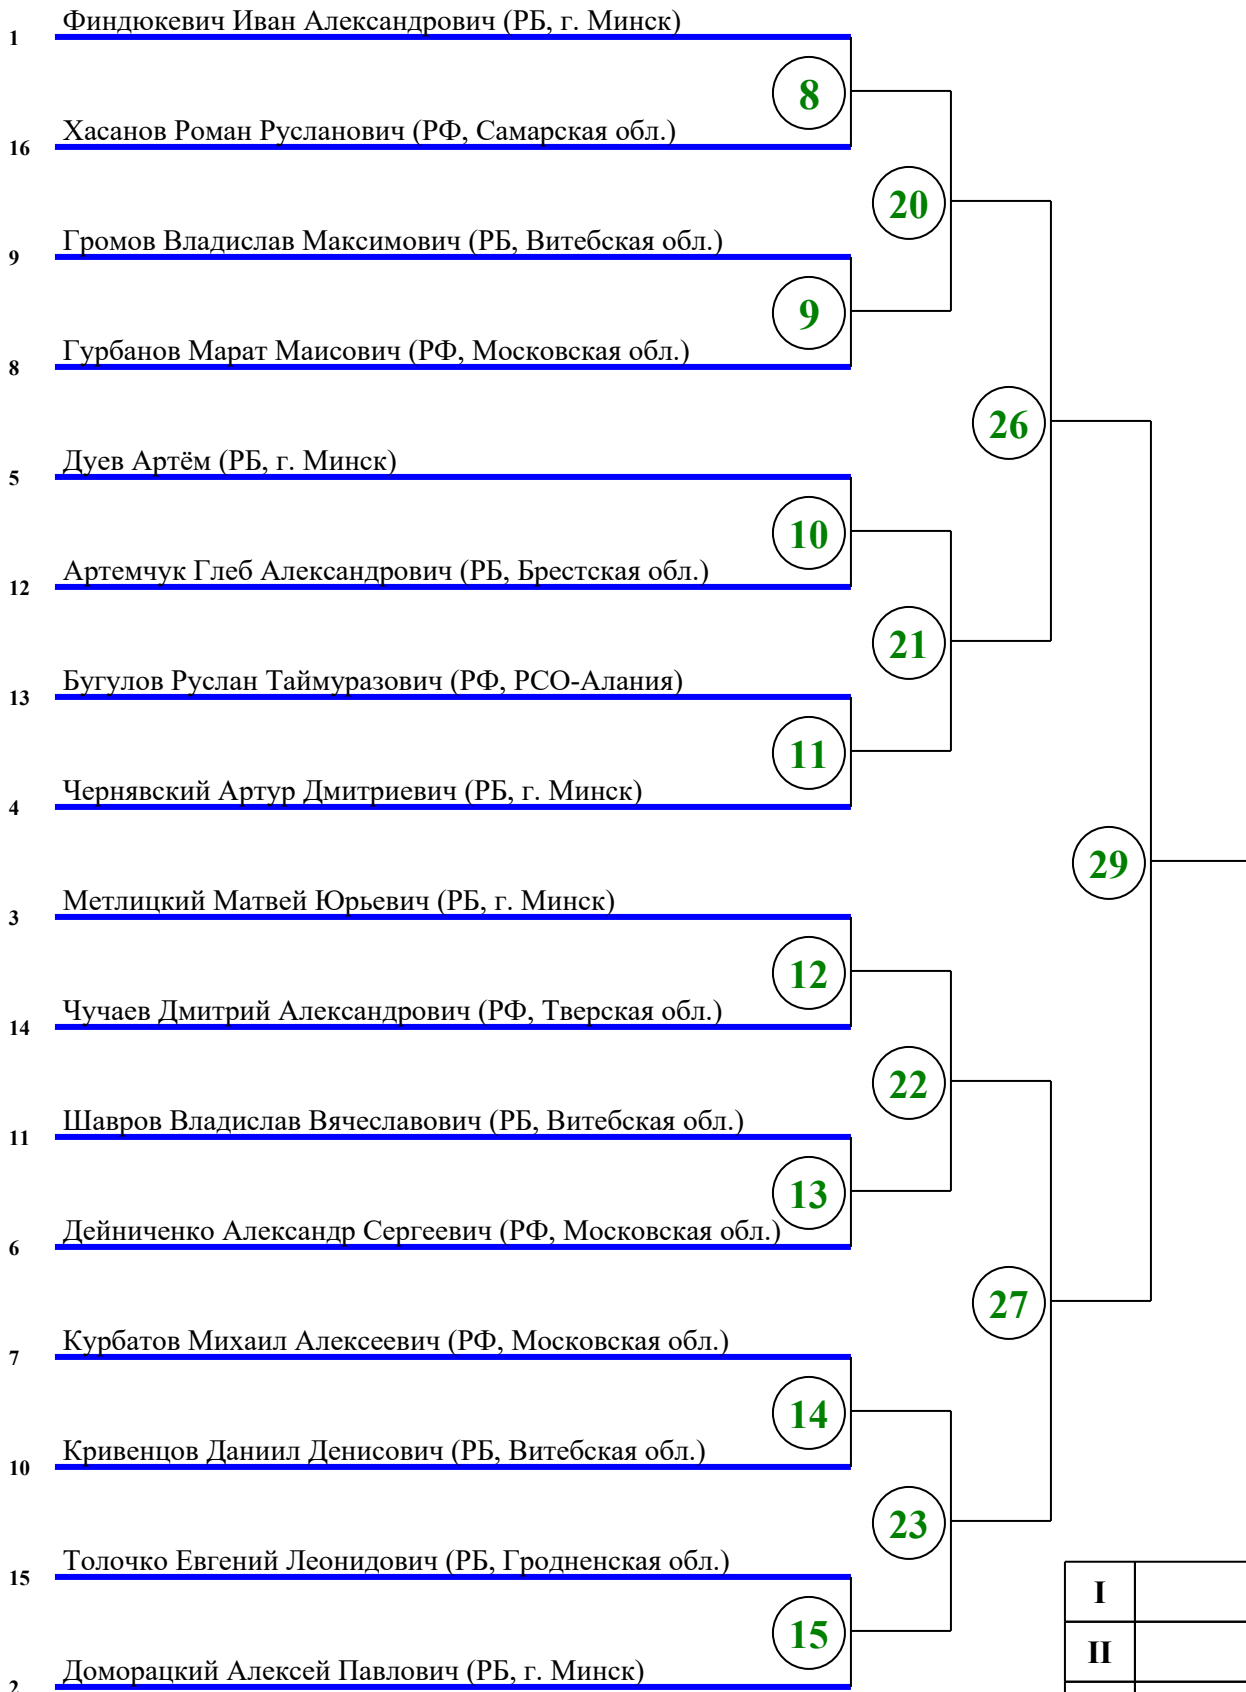 Финдюкевич Иван Александрович (РБ, г. Минск)
1
8
Хасанов Роман Русланович (РФ, Самарская обл.)
16
20
Громов Владислав Максимович (РБ, Витебская обл.)
9
9
Гурбанов Марат Маисович (РФ, Московская обл.)
8
26
Дуев Артём (РБ, г. Минск)
5
10
Артемчук Глеб Александрович (РБ, Брестская обл.)
12
21
Бугулов Руслан Таймуразович (РФ, РСО-Алания)
13
11
Чернявский Артур Дмитриевич (РБ, г. Минск)
4
29
Метлицкий Матвей Юрьевич (РБ, г. Минск)
3
12
Чучаев Дмитрий Александрович (РФ, Тверская обл.)
14
22
Шавров Владислав Вячеславович (РБ, Витебская обл.)
11
13
Дейниченко Александр Сергеевич (РФ, Московская обл.)
6
27
Курбатов Михаил Алексеевич (РФ, Московская обл.)
7
14
Кривенцов Даниил Денисович (РБ, Витебская обл.)
10
23
Толочко Евгений Леонидович (РБ, Гродненская обл.)
15
I
15
II
Доморацкий Алексей Павлович (РБ, г. Минск)
2